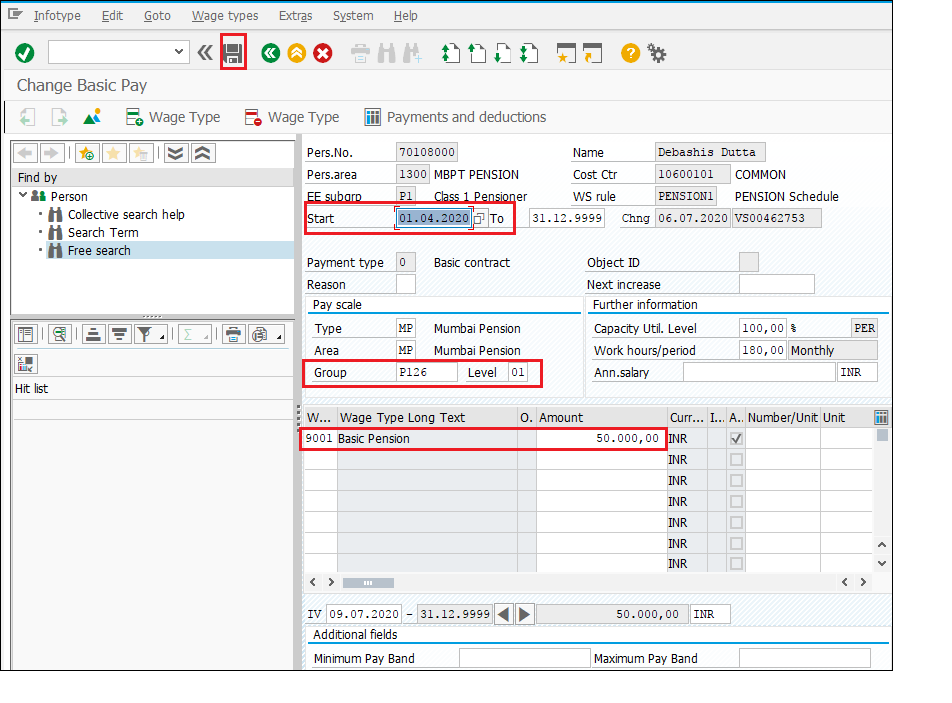 Infotype Edit Goto Wage types Extras System Help
Change Basic Pay
Wage Type Wage Type Payments and deductions
Find by
Person
Collective search help
Search Term
Free search
Hit list
Pers.No. 70108000 Name Debashis Dutta
Pers.area 1300 MBPT PENSION Cost Ctr 10600101 COMMON
EE subgrp P1 Class 1 Pensioner WS rule PENSION1 PENSION Schedule
Start 01.04.2020 To 31.12.9999 Chng 06.07.2020 VS00462753
Payment type 0 Basic contract Object ID
Reason Next increase
Pay scale Further information
Type MP Mumbai Pension Capacity Util. Level 100,00 % PER
Area MP Mumbai Pension Work hours/period 180,00 Monthly
Group P126 Level 01 Ann.salary INR
W... Wage Type Long Text O. Amount Curr... I... A.. Number/Unit Unit
9001 Basic Pension 50.000,00 INR
INR
INR
INR
INR
INR
INR
IV 09.07.2020 - 31.12.9999 50.000,00 INR
Additional fields
Minimum Pay Band Maximum Pay Band